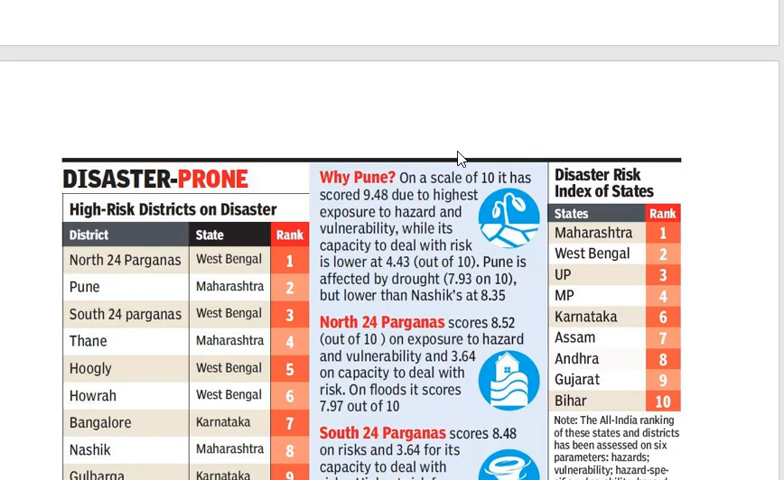 DISASTER-PRONE
High-Risk Districts on Disaster
District State Rank
North 24 Parganas West Bengal 1
Pune Maharashtra 2
South 24 parganas West Bengal 3
Thane Maharashtra 4
Hoogly West Bengal 5
Howrah West Bengal 6
Bangalore Karnataka 7
Nashik Maharashtra 8
Gulbarga Karnataka 9
Why Pune? On a scale of 10 it has
scored 9.48 due to highest
exposure to hazard and
vulnerability, while its
capacity to deal with risk
is lower at 4.43 (out of 10). Pune is
affected by drought (7.93 on 10),
but lower than Nashik's at 8.35
North 24 Parganas scores 8.52
(out of 10 ) on exposure to hazard
and vulnerability and 3.64
on capacity to deal with
risk. On floods it scores
7.97 out of 10
South 24 Parganas scores 8.48
on risks and 3.64 for its
capacity to deal with
Disaster Risk
Index of States
States Rank
Maharashtra 1
West Bengal 2
UP 3
MP 4
Karnataka 6
Assam 7
Andhra 8
Gujarat 9
Bihar 10
Note: The All-India ranking
of these states and districts
has been assessed on six
parameters: hazards;
vulnerability; hazard-spe-